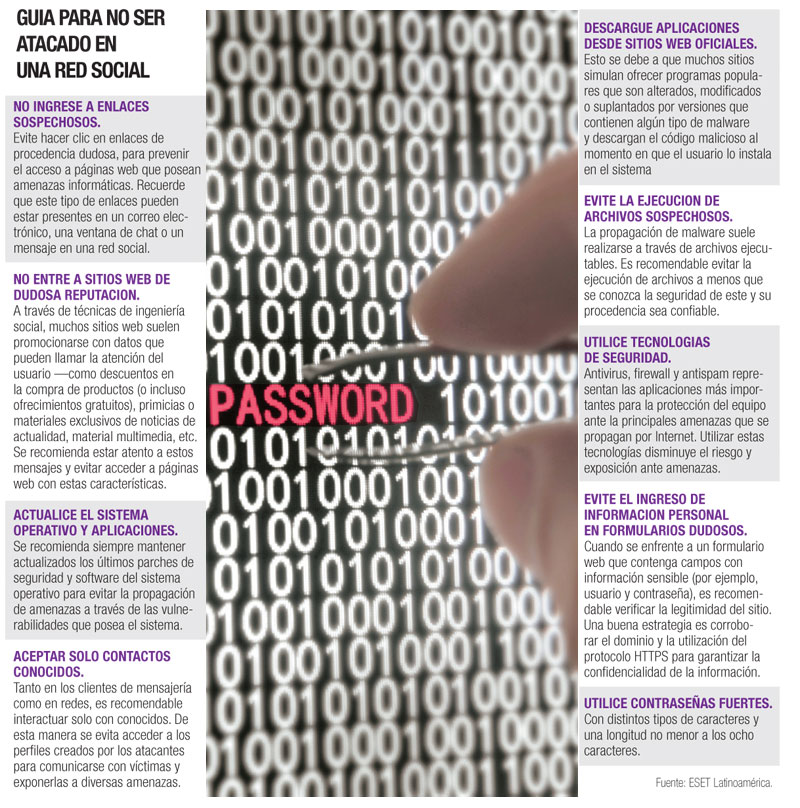 GUIA PARA NO SER
ATACADO EN
UNA RED SOCIAL
NO INGRESE A ENLACES
SOSPECHOSOS.
Evite hacer clic en enlaces de
procedencia dudosa, para prevenir
el acceso a páginas web que posean
amenazas informáticas. Recuerde
que este tipo de enlaces pueden
estar presentes en un correo elec-
trónico, una ventana de chat o un
mensaje en una red social.
NO ENTRE A SITIOS WEB DE
DUDOSA REPUTACION.
A través de técnicas de ingeniería
social, muchos sitios web suelen
promocionarse con datos que
pueden llamar la atención del
usuario —como descuentos en
la compra de productos (o incluso
ofrecimientos gratuitos), primicias o
materiales exclusivos de noticias de
actualidad, material multimedia, etc.
Se recomienda estar atento a estos
mensajes y evitar acceder a páginas
web con estas características.
ACTUALICE EL SISTEMA
OPERATIVO Y APLICACIONES.
Se recomienda siempre mantener
actualizados los últimos parches de
seguridad y software del sistema
operativo para evitar la propagación
de amenazas a través de las vulne-
rabilidades que posea el sistema.
ACEPTAR SOLO CONTACTOS
CONOCIDOS.
Tanto en los clientes de mensajería
como en redes, es recomendable
interactuar solo con conocidos. De
esta manera se evita acceder a los
perfiles creados por los atacantes
para comunicarse con víctimas y
exponerlas a diversas amenazas.
PASSWORD
DESCARGUE APLICACIONES
DESDE SITIOS WEB OFICIALES.
Esto se debe a que muchos sitios
simulan ofrecer programas popula-
res que son alterados, modificados
o suplantados por versiones que
contienen algún tipo de malware
y descargan el código malicioso al
momento en que el usuario lo instala
en el sistema
EVITE LA EJECUCION DE
ARCHIVOS SOSPECHOSOS.
La propagación de malware suele
realizarse a través de archivos ejecu-
tables. Es recomendable evitar la
ejecución de archivos a menos que
se conozca la seguridad de este y su
procedencia sea confiable.
UTILICE TECNOLOGIAS
DE SEGURIDAD.
Antivirus, firewall y antispam repre-
sentan las aplicaciones más impor-
tantes para la protección del equipo
ante la principales amenazas que se
propagan por Internet. Utilizar estas
tecnologías disminuye el riesgo y
exposición ante amenazas.
EVITE EL INGRESO DE
INFORMACION PERSONAL
EN FORMULARIOS DUDOSOS.
Cuando se enfrente a un formulario
web que contenga campos con
información sensible (por ejemplo,
usuario y contraseña), es recomen-
dable verificar la legitimidad del sitio.
Una buena estrategia es corrobo-
rar el dominio y la utilización del
protocolo HTTPS para garantizar la
confidencialidad de la información.
UTILICE CONTRASEÑAS FUERTES.
Con distintos tipos de caracteres y
una longitud no menor a los ocho
caracteres.
Fuente: ESET Latinoamérica.